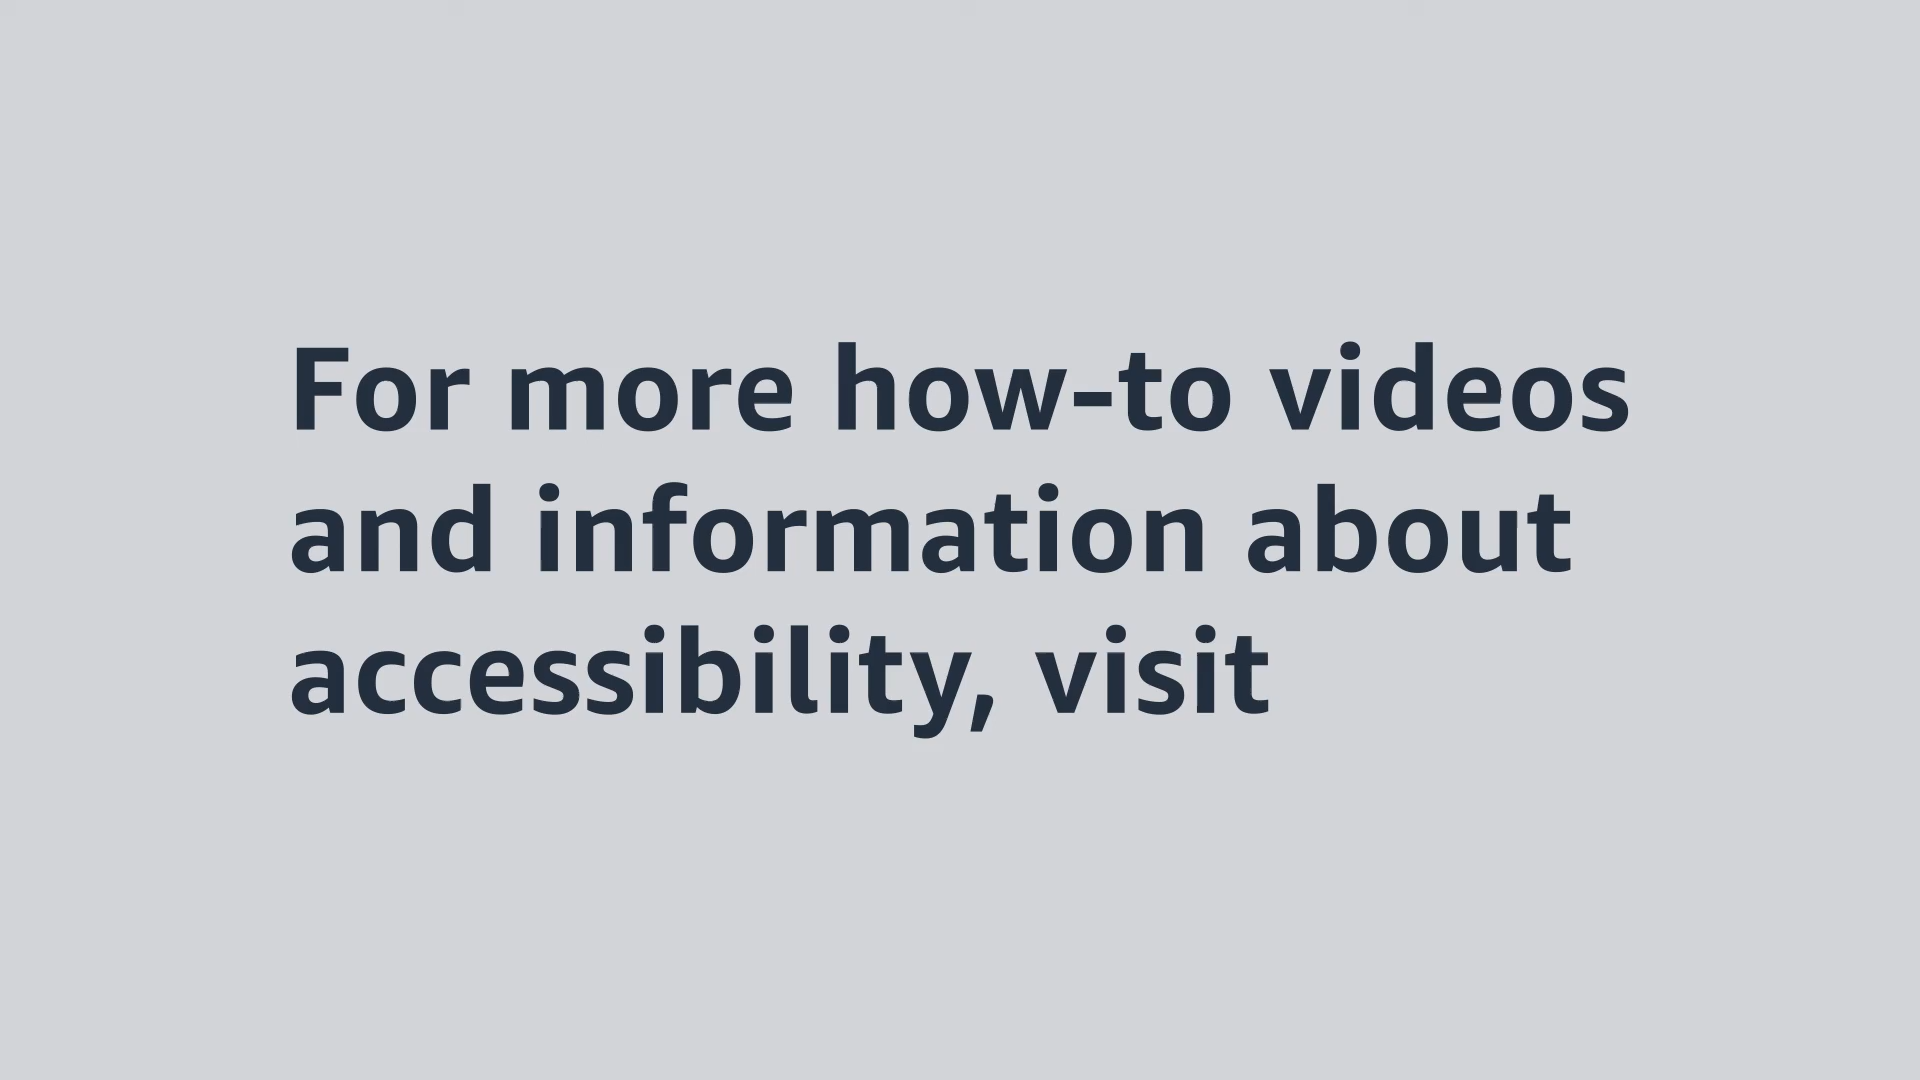 For more how-to videos
and information about
accessibility, visit